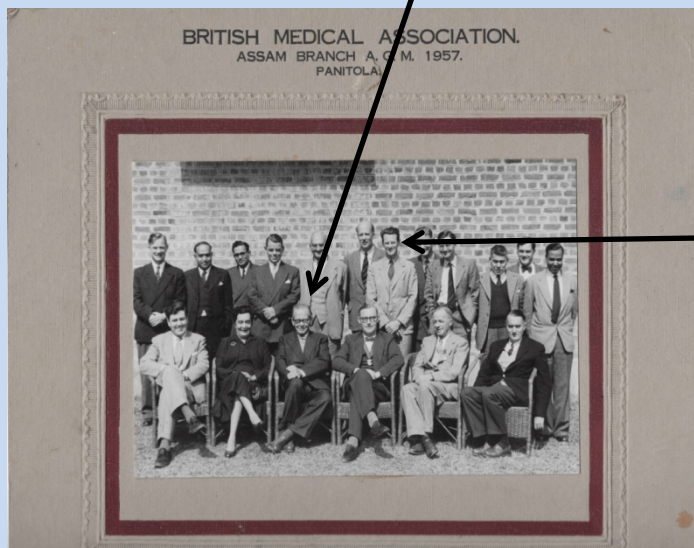 BRITISH MEDICAL ASSOCIATION.
ASSAM BRANCH A. G. M. 1957.
PANITOLA.